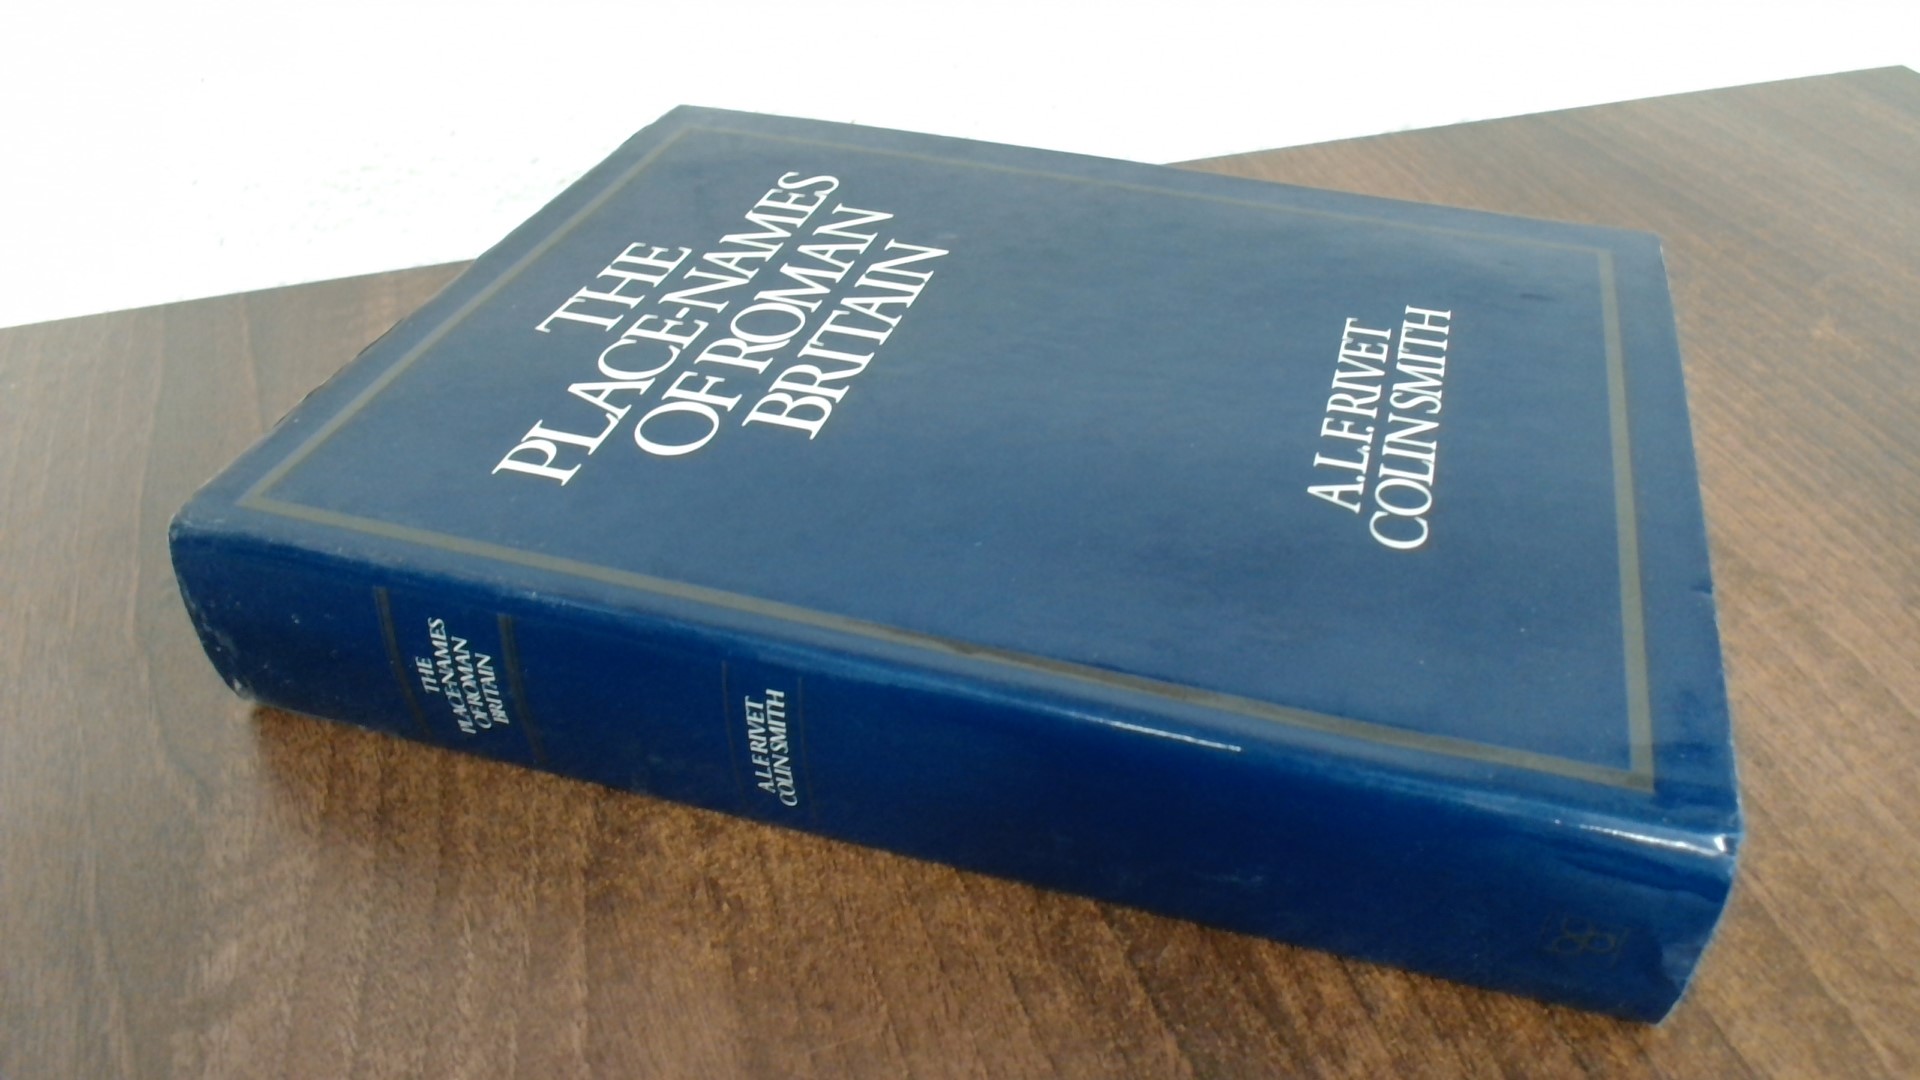 THE
PLACE-NAMES
OF ROMAN
BRITAIN
A.L.F. RIVET
COLIN SMITH
THE
PLACE-NAMES
OF ROMAN
BRITAIN
A.L.F. RIVET
COLIN SMITH